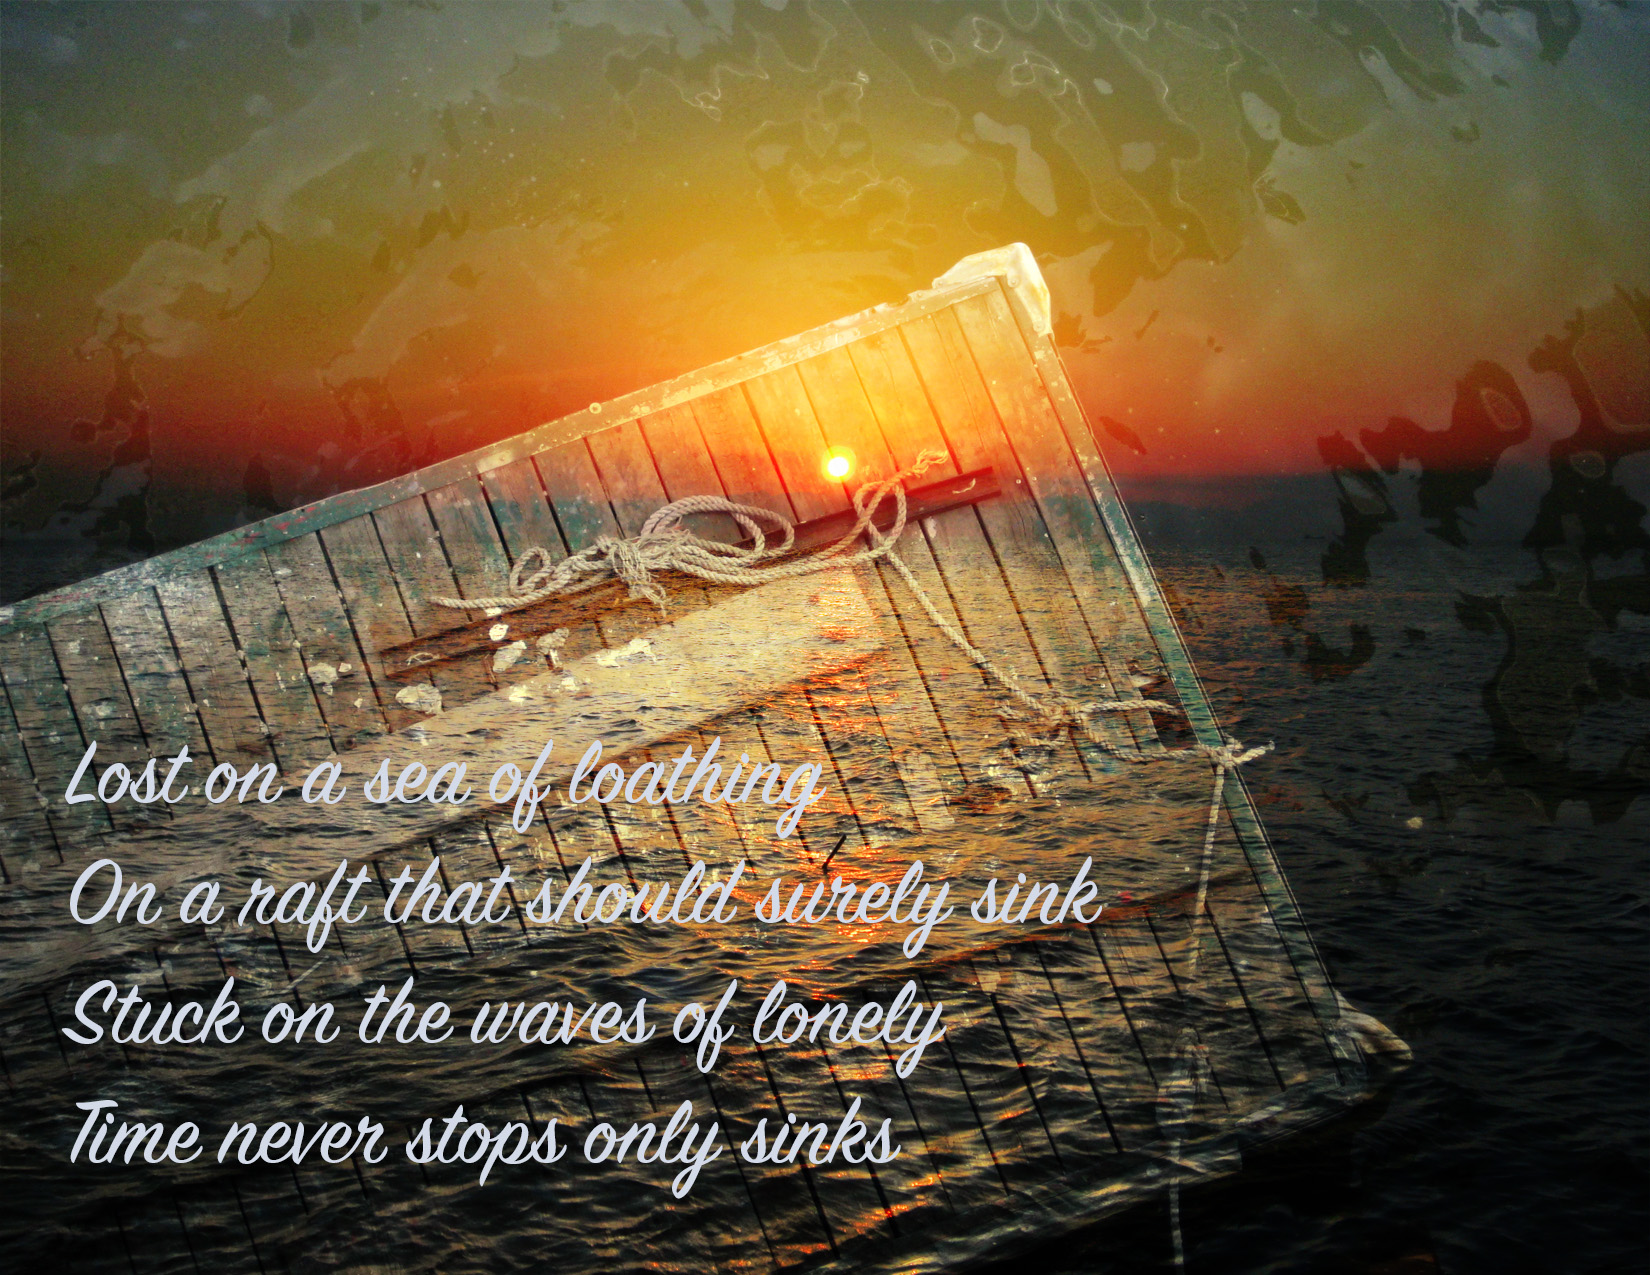 Lost on a sea of loathing
On a raft that should surely sink
Stuck on the waves of lonely
Time never stops only sinks